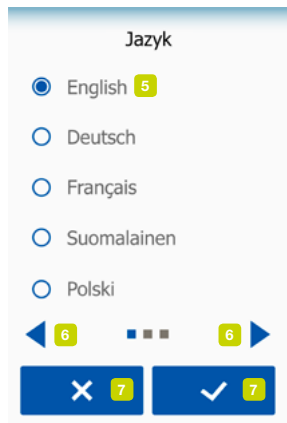 Jazyk
English 5
Deutsch
Français
Suomalainen
Polski
6 6
7 7